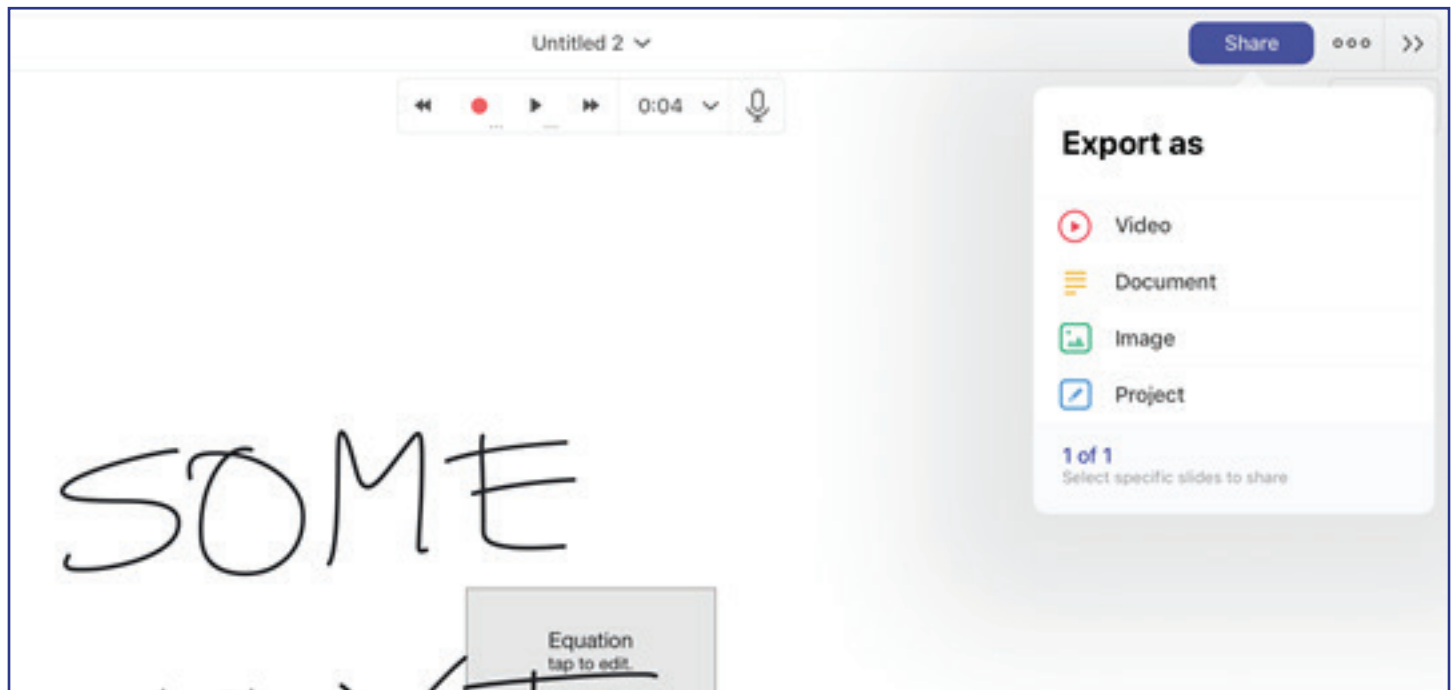 Untitled 2
Share
0:04
Export as
Video
Document
Image
Project
1 of 1
Select specific slides to share
SOME
Equation
tap to edit.